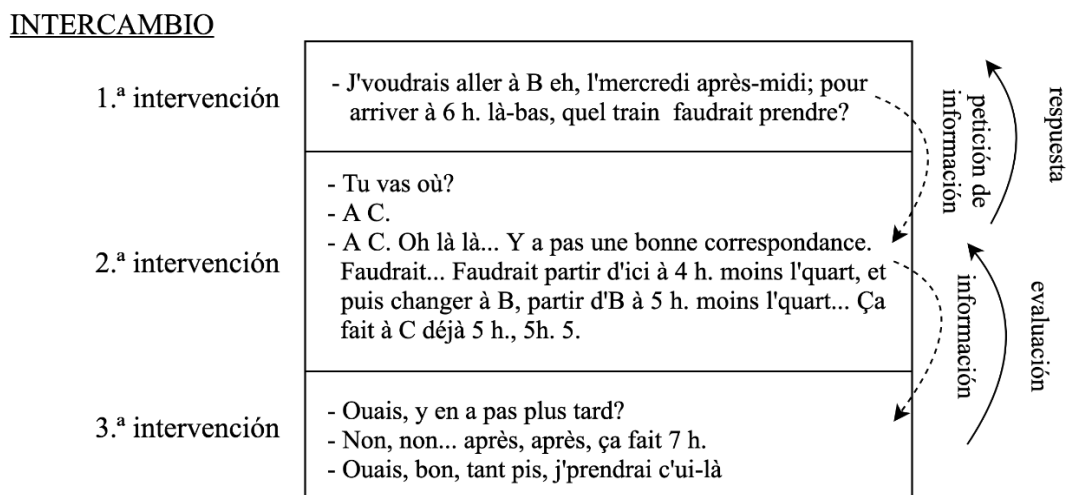 INTERCAMBIO
1.ª intervención
- J'voudrais aller à B eh, l'mercredi après-midi; pour
arriver à 6 h. là-bas, quel train faudrait prendre?
petición de
información
respuesta
2.ª intervención
- Tu vas où?
- A C.
- A C. Oh là là... Y a pas une bonne correspondance.
Faudrait... Faudrait partir d'ici à 4 h. moins l'quart, et
puis changer à B, partir d'B à 5 h. moins l'quart... Ça
fait à C déjà 5 h., 5h. 5.
información
evaluación
3.ª intervención
- Ouais, y en a pas plus tard?
- Non, non... après, après, ça fait 7 h.
- Ouais, bon, tant pis, j'prendrai c'ui-là